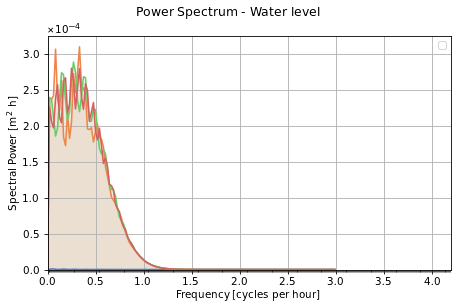 Power Spectrum - Water level
×10⁻⁴
3.0
2.5
2.0
1.5
1.0
0.5
0.0
Spectral Power [m² h]
0.0 0.5 1.0 1.5 2.0 2.5 3.0 3.5 4.0
Frequency [cycles per hour]